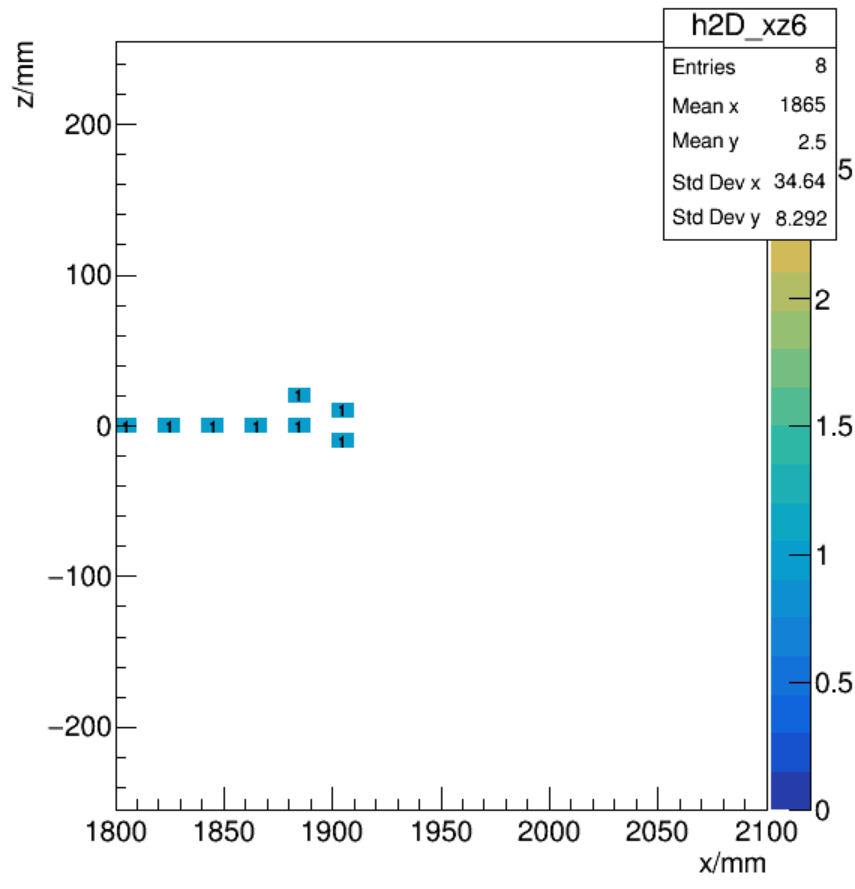 h2D_xz6
Entries 8
Mean x 1865
Mean y 2.5
Std Dev x 34.64
Std Dev y 8.292
z/mm
200
100
0
−100
−200
1 1
1 1 1 1 1
1
5
2
1.5
1
0.5
0
1800 1850 1900 1950 2000 2050 2100
x/mm